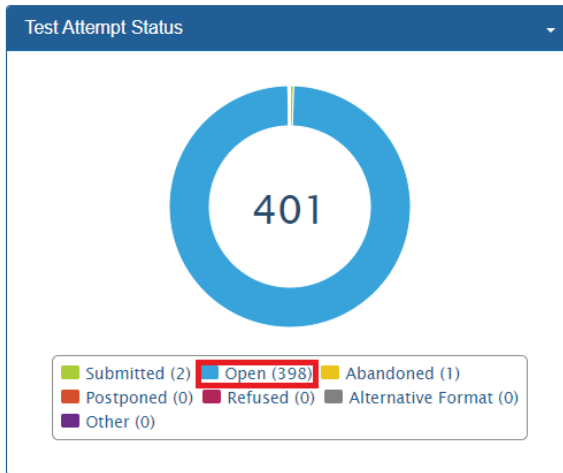 Test Attempt Status
401
Submitted (2) Open (398) Abandoned (1)
Postponed (0) Refused (0) Alternative Format (0)
Other (0)